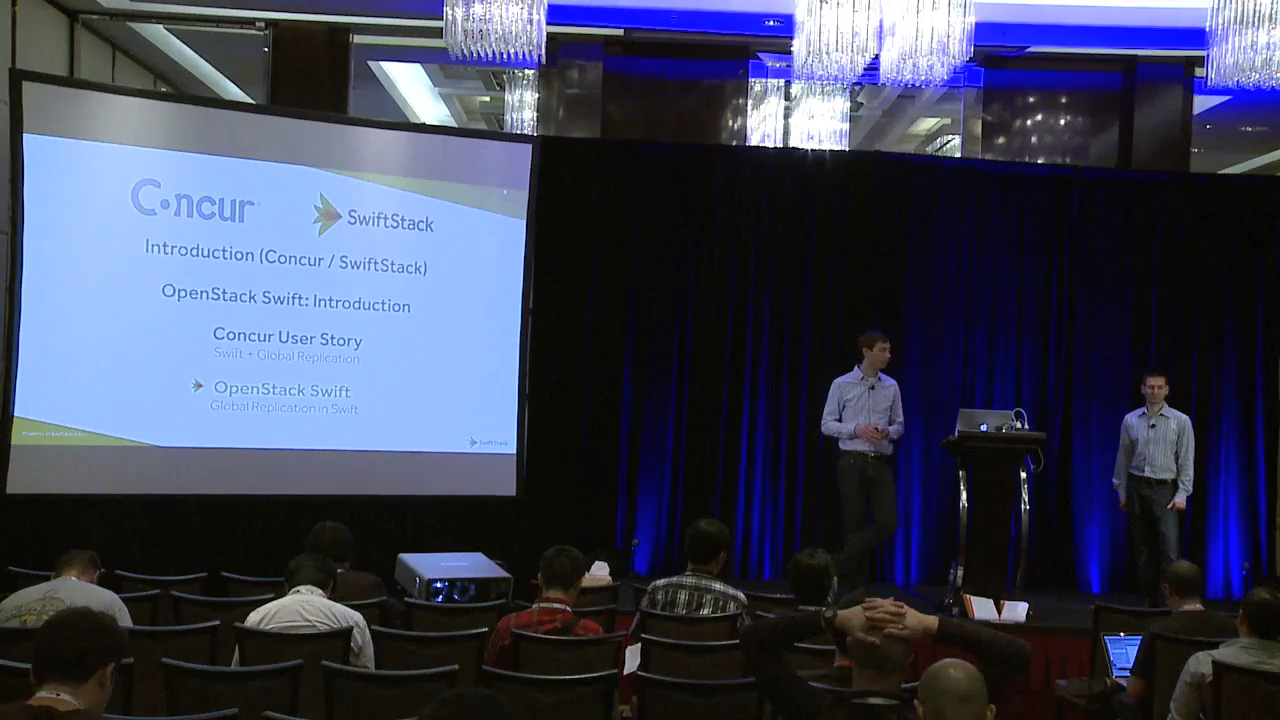 Concur
SwiftStack
Introduction (Concur / SwiftStack)
OpenStack Swift: Introduction
Concur User Story
Swift + Global Replication
OpenStack Swift
Global Replication in Swift
SwiftStack